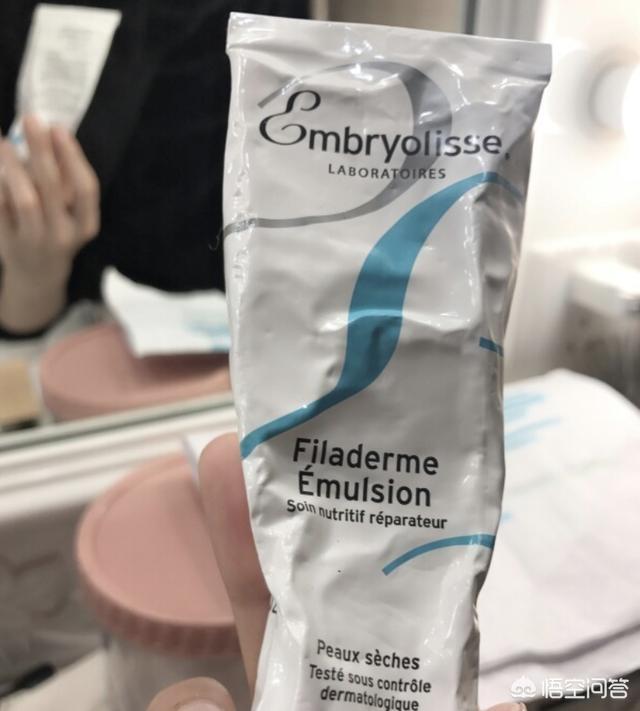 Embryolisse
LABORATOIRES
Filaderme
Émulsion
Soin nutritif réparateur
Peaux sèches
Testé sous contrôle
dermatologique
悟空问答